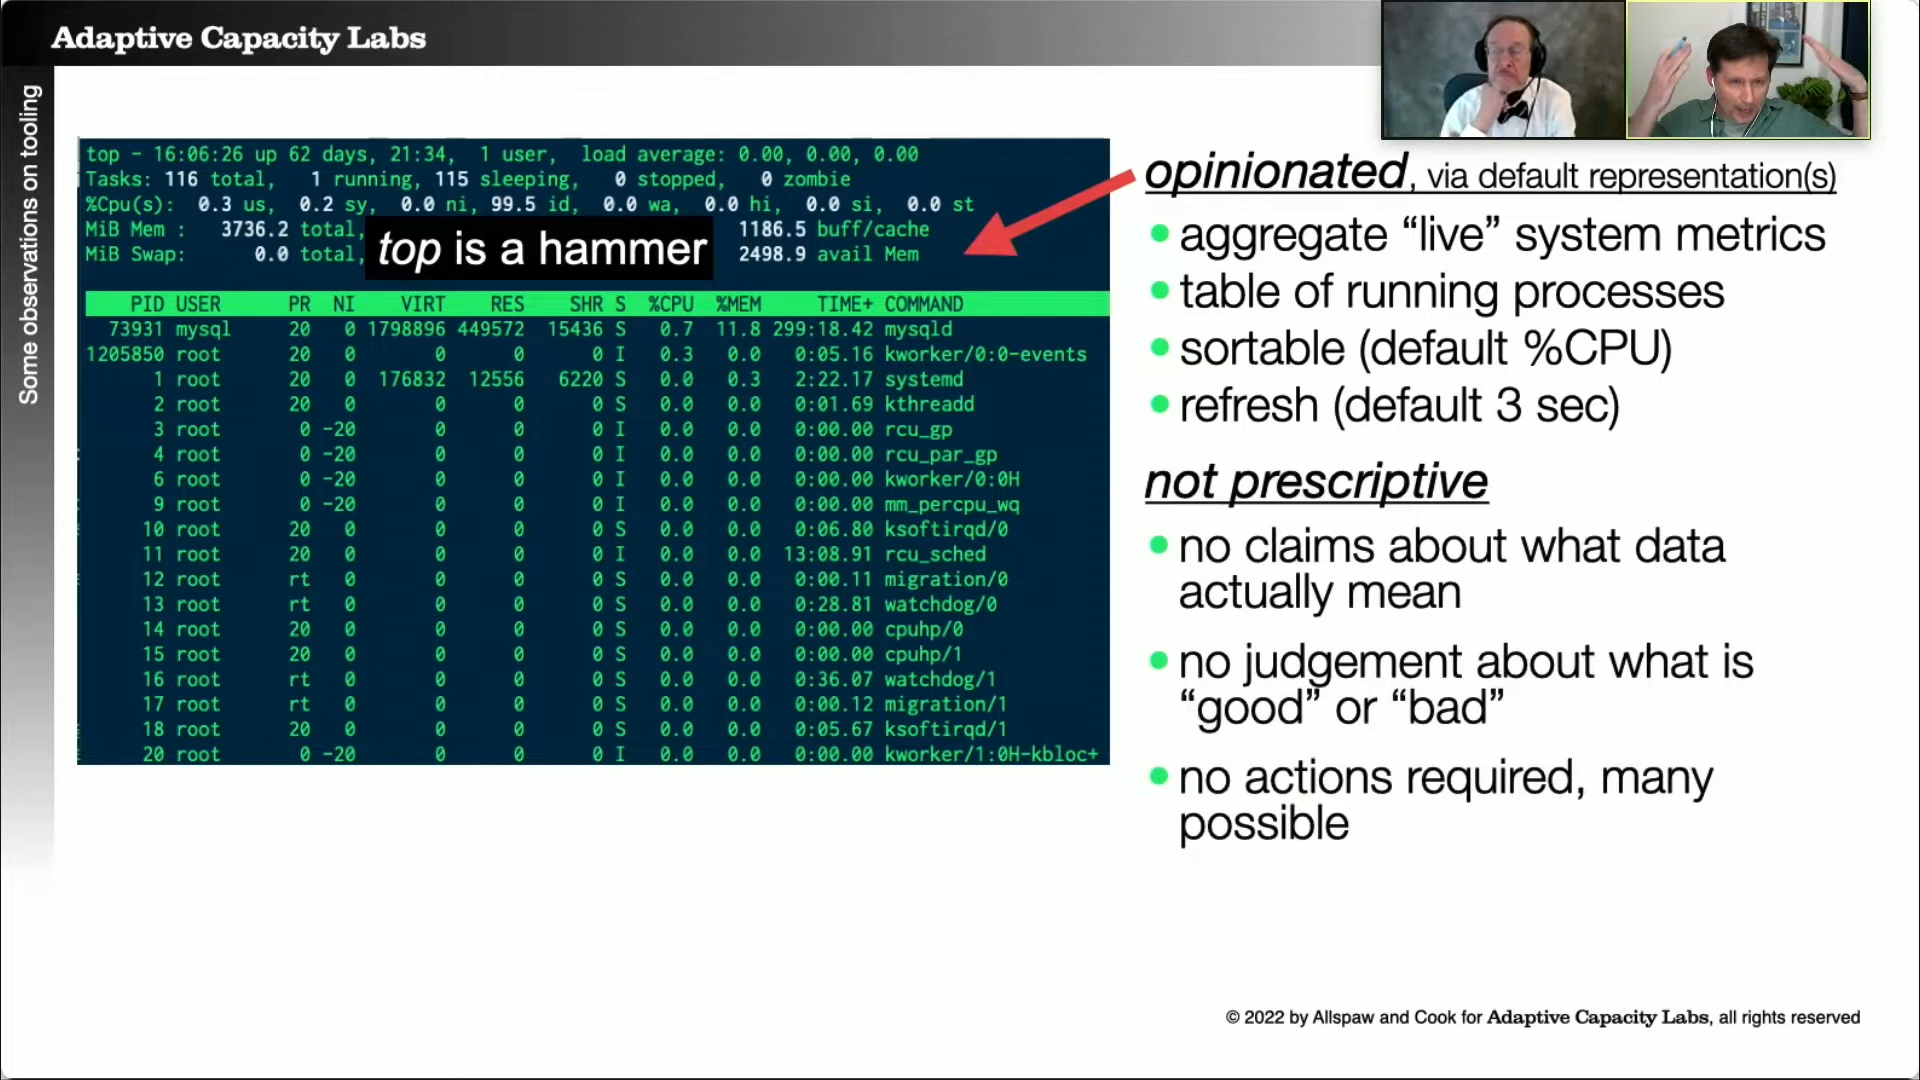 Adaptive Capacity Labs
Some observations on tooling
top - 16:06:26 up 62 days, 21:34, 1 user, load average: 0.00, 0.00, 0.00
Tasks: 116 total, 1 running, 115 sleeping, 0 stopped, 0 zombie
%Cpu(s): 0.3 us, 0.2 sy, 0.0 ni, 99.5 id, 0.0 wa, 0.0 hi, 0.0 si, 0.0 st
MiB Mem : 3736.2 total, 1186.5 buff/cache
MiB Swap: 0.0 total, 2498.9 avail Mem
top is a hammer
PID USER PR NI VIRT RES SHR S %CPU %MEM TIME+ COMMAND
73931 mysql 20 0 1798896 449572 15436 S 0.7 11.8 299:18.42 mysqld
1205850 root 20 0 0 0 0 I 0.3 0.0 0:05.16 kworker/0:0-events
1 root 20 0 176832 12556 6220 S 0.0 0.3 2:22.17 systemd
2 root 20 0 0 0 0 S 0.0 0.0 0:01.69 kthreadd
3 root 0 -20 0 0 0 I 0.0 0.0 0:00.00 rcu_gp
4 root 0 -20 0 0 0 I 0.0 0.0 0:00.00 rcu_par_gp
6 root 0 -20 0 0 0 I 0.0 0.0 0:00.00 kworker/0:0H
9 root 0 -20 0 0 0 I 0.0 0.0 0:00.00 mm_percpu_wq
10 root 20 0 0 0 0 S 0.0 0.0 0:06.80 ksoftirqd/0
11 root 20 0 0 0 0 I 0.0 0.0 13:08.91 rcu_sched
12 root rt 0 0 0 0 S 0.0 0.0 0:00.11 migration/0
13 root rt 0 0 0 0 S 0.0 0.0 0:28.81 watchdog/0
14 root 20 0 0 0 0 S 0.0 0.0 0:00.00 cpuhp/0
15 root 20 0 0 0 0 S 0.0 0.0 0:00.00 cpuhp/1
16 root rt 0 0 0 0 S 0.0 0.0 0:36.07 watchdog/1
17 root rt 0 0 0 0 S 0.0 0.0 0:00.12 migration/1
18 root 20 0 0 0 0 S 0.0 0.0 0:05.67 ksoftirqd/1
20 root 0 -20 0 0 0 I 0.0 0.0 0:00.00 kworker/1:0H-kbloc+
opinionated, via default representation(s)
aggregate “live” system metrics
table of running processes
sortable (default %CPU)
refresh (default 3 sec)
not prescriptive
no claims about what data
actually mean
no judgement about what is
“good” or “bad”
no actions required, many
possible
© 2022 by Allspaw and Cook for Adaptive Capacity Labs, all rights reserved